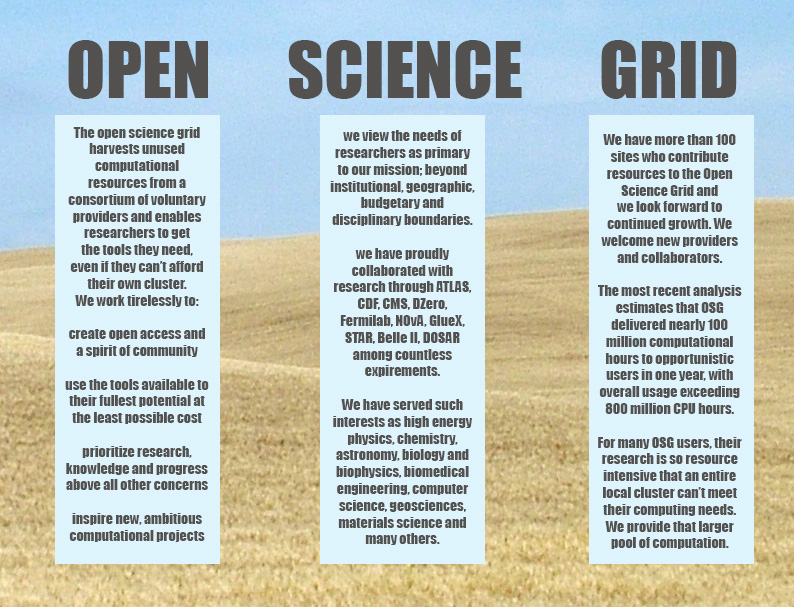 OPEN
The open science grid
harvests unused
computational
resources from a
consortium of voluntary
providers and enables
researchers to get
the tools they need,
even if they can't afford
their own cluster.
We work tirelessly to:
create open access and
a spirit of community
use the tools available to
their fullest potential at
the least possible cost
prioritize research,
knowledge and progress
above all other concerns
inspire new, ambitious
computational projects
SCIENCE
we view the needs of
researchers as primary
to our mission; beyond
institutional, geographic,
budgetary and
disciplinary boundaries.
we have proudly
collaborated with
research through ATLAS,
CDF, CMS, DZero,
Fermilab, NOvA, GlueX,
STAR, Belle II, DOSAR
among countless
expirements.
We have served such
interests as high energy
physics, chemistry,
astronomy, biology and
biophysics, biomedical
engineering, computer
science, geosciences,
materials science and
many others.
GRID
We have more than 100
sites who contribute
resources to the Open
Science Grid and
we look forward to
continued growth. We
welcome new providers
and collaborators.
The most recent analysis
estimates that OSG
delivered nearly 100
million computational
hours to opportunistic
users in one year, with
overall usage exceeding
800 million CPU hours.
For many OSG users, their
research is so resource
intensive that an entire
local cluster can't meet
their computing needs.
We provide that larger
pool of computation.